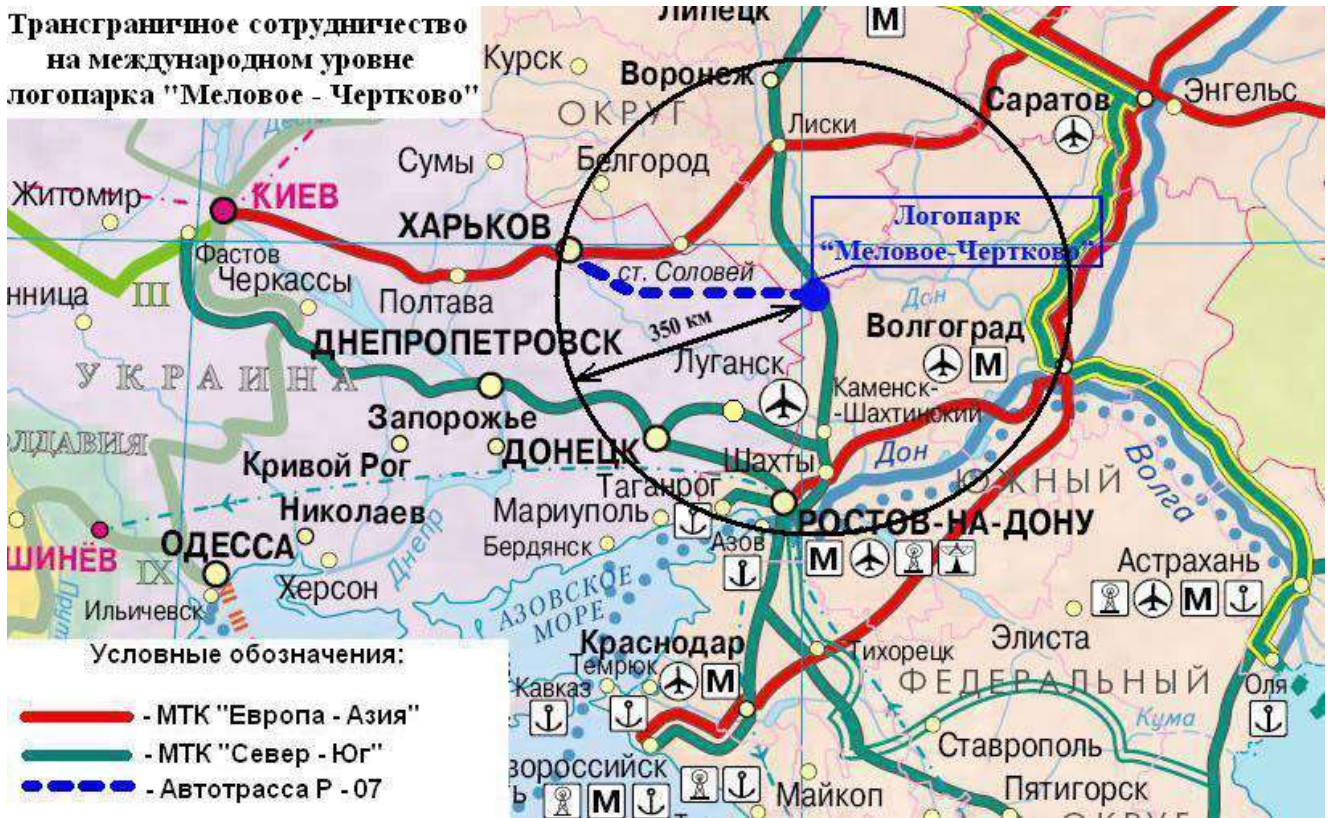 Трансграничное сотрудничество
на международном уровне
логопарка "Меловое - Чертково"
Липецк
М
Курск
Воронеж
ОКРУГ
Саратов
Энгельс
Лиски
Сумы
Белгород
Житомир
КИЕВ
ХАРЬКОВ
Логопарк
“Меловое-Чертково”
Фастов
ст. Соловей
Черкассы
Дон
нница
III
Полтава
350 км
Волгоград
М
ДНЕПРОПЕТРОВСК
Луганск
УКРАИНА
Каменск-
-Шахтинский
Запорожье
ДОНЕЦК
Шахты
Дон
Волга
ОЛДАВИЯ
Кривой Рог
Таганрог
ЮЖНЫЙ
Николаев
Мариуполь
РОСТОВ-НА-ДОНУ
ШИНЁВ
ОДЕССА
Днепр
Бердянск
Азов
М
Астрахань
IX
Херсон
АЗОВСКОЕ
МОРЕ
М
Ильичевск
Элиста
Условные обозначения:
Краснодар
Тихорецк
Темрюк
М
Кавказ
ФЕДЕРАЛЬНЫЙ
Оля
- МТК "Европа - Азия"
Кума
- МТК "Север - Юг"
Ставрополь
- Автотрасса Р - 07
вороссийск
М
Майкоп
Пятигорск
ОКРУГ